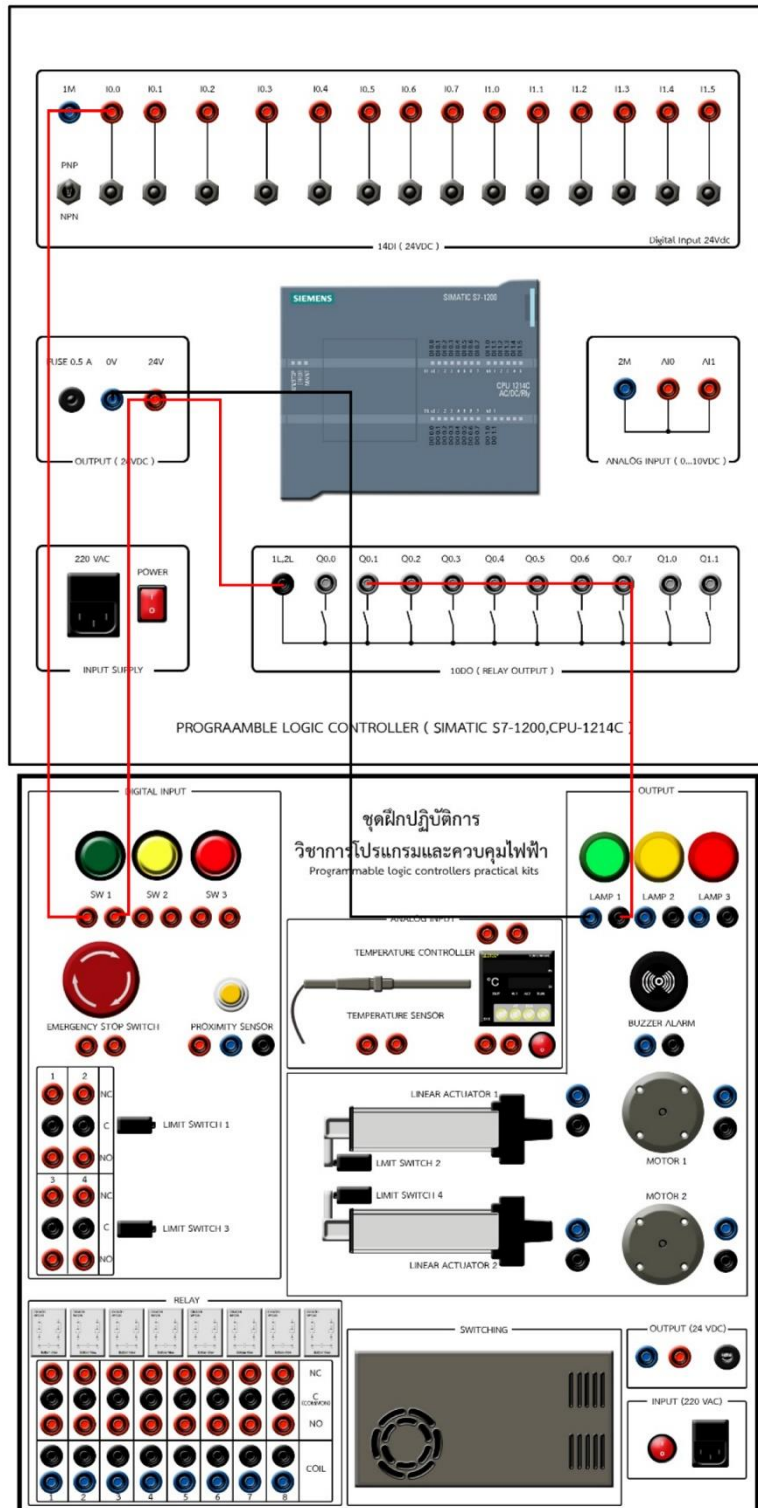 1M I0.0 I0.1 I0.2 I0.3 I0.4 I0.5 I0.6 I0.7 I1.0 I1.1 I1.2 I1.3 I1.4 I1.5
PNP
NPN
14DI ( 24VDC )
Digital Input 24Vdc
SIEMENS
SIMATIC S7-1200
CPU 1214C
AC/DC/Rly
FUSE 0.5 A 0V 24V
OUTPUT ( 24VDC )
2M AI0 AI1
ANALOG INPUT ( 0...10VDC )
220 VAC
POWER
INPUT SUPPLY
1L,2L Q0.0 Q0.1 Q0.2 Q0.3 Q0.4 Q0.5 Q0.6 Q0.7 Q1.0 Q1.1
10DO ( RELAY OUTPUT )
PROGRAAMBLE LOGIC CONTROLLER ( SIMATIC S7-1200,CPU-1214C )
DIGITAL INPUT
SW 1 SW 2 SW 3
ชุดฝึกปฏิบัติการ
วิชาการโปรแกรมและควบคุมไฟฟ้า
Programmable logic controllers practical kits
OUTPUT
LAMP 1 LAMP 2 LAMP 3
EMERGENCY STOP SWITCH
PROXIMITY SENSOR
ANALOG INPUT
TEMPERATURE CONTROLLER
°C
TEMPERATURE SENSOR
BUZZER ALARM
1 2
NC
C
NO
LIMIT SWITCH 1
3 4
NC
C
NO
LIMIT SWITCH 3
LINEAR ACTUATOR 1
LMIT SWITCH 2
LIMIT SWITCH 4
LINEAR ACTUATOR 2
MOTOR 1
MOTOR 2
RELAY
NC
C
(COMMON)
NO
COIL
1 2 3 4 5 6 7 8
SWITCHING
OUTPUT (24 VDC)
INPUT (220 VAC)